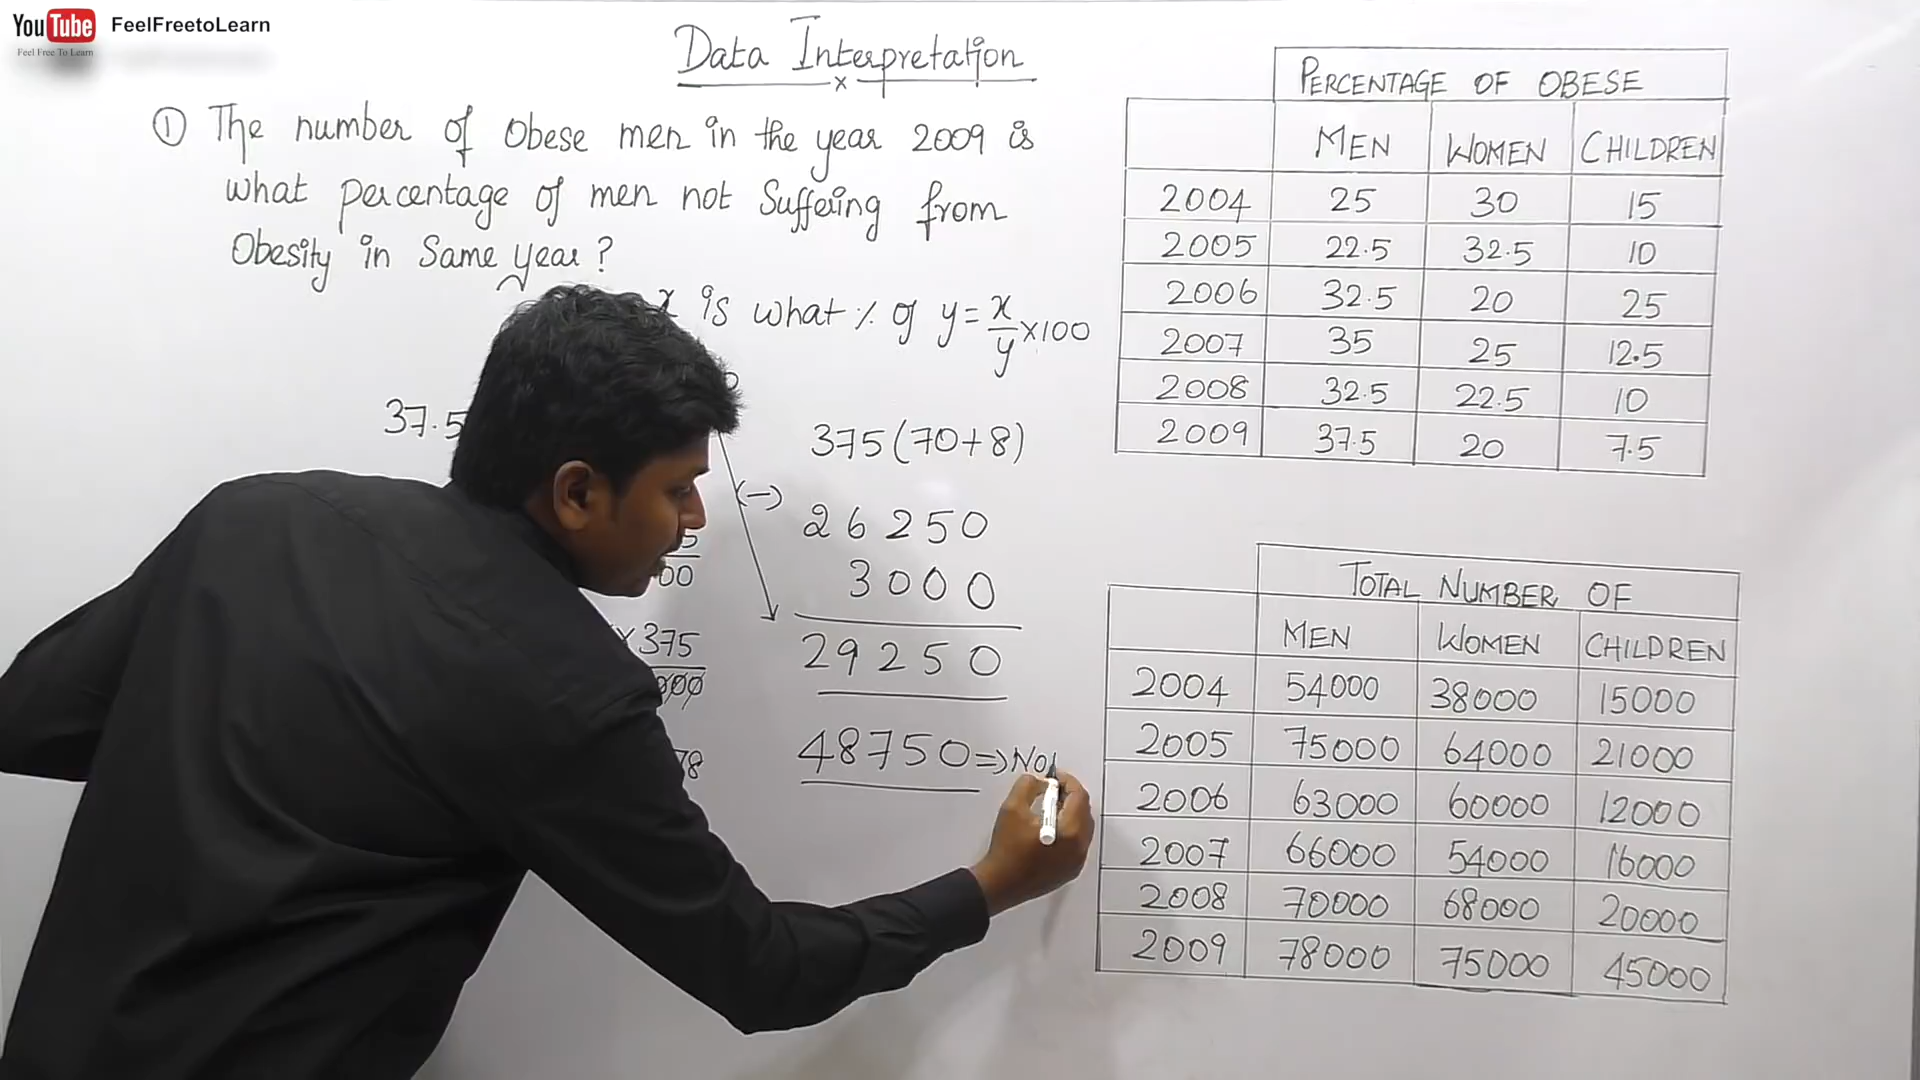 YouTube FeelFreetoLearn
Feel Free To Learn
Data Interpretation
x
① The number of Obese men in the year 2009 is
what percentage of men not Suffering from
Obesity in Same year?
x is what % of y = x/y × 100
37.5
375(70+8)
(-)
26250
3000
29250
48750 ⇒ Not
5
00
× 375
000
78
PERCENTAGE OF OBESE
MEN WOMEN CHILDREN
2004 25 30 15
2005 22.5 32.5 10
2006 32.5 20 25
2007 35 25 12.5
2008 32.5 22.5 10
2009 37.5 20 7.5
TOTAL NUMBER OF
MEN WOMEN CHILDREN
2004 54000 38000 15000
2005 75000 64000 21000
2006 63000 60000 12000
2007 66000 54000 16000
2008 70000 68000 20000
2009 78000 75000 45000